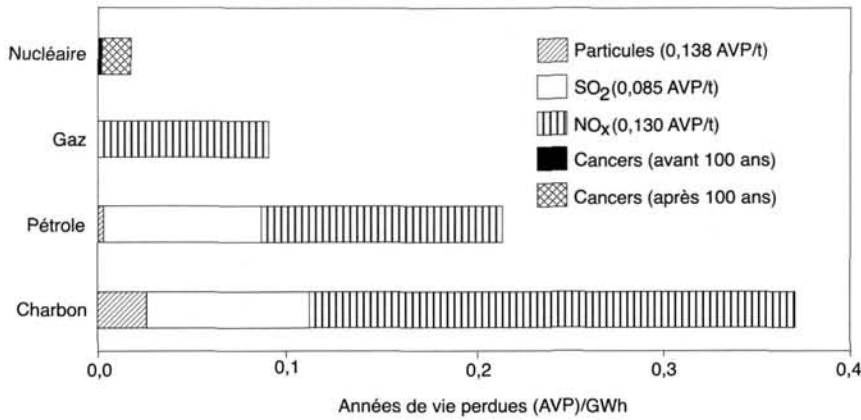 Nucléaire
Gaz
Pétrole
Charbon
Particules (0,138 AVP/t)
SO2(0,085 AVP/t)
NOx(0,130 AVP/t)
Cancers (avant 100 ans)
Cancers (après 100 ans)
0,0 0,1 0,2 0,3 0,4
Années de vie perdues (AVP)/GWh